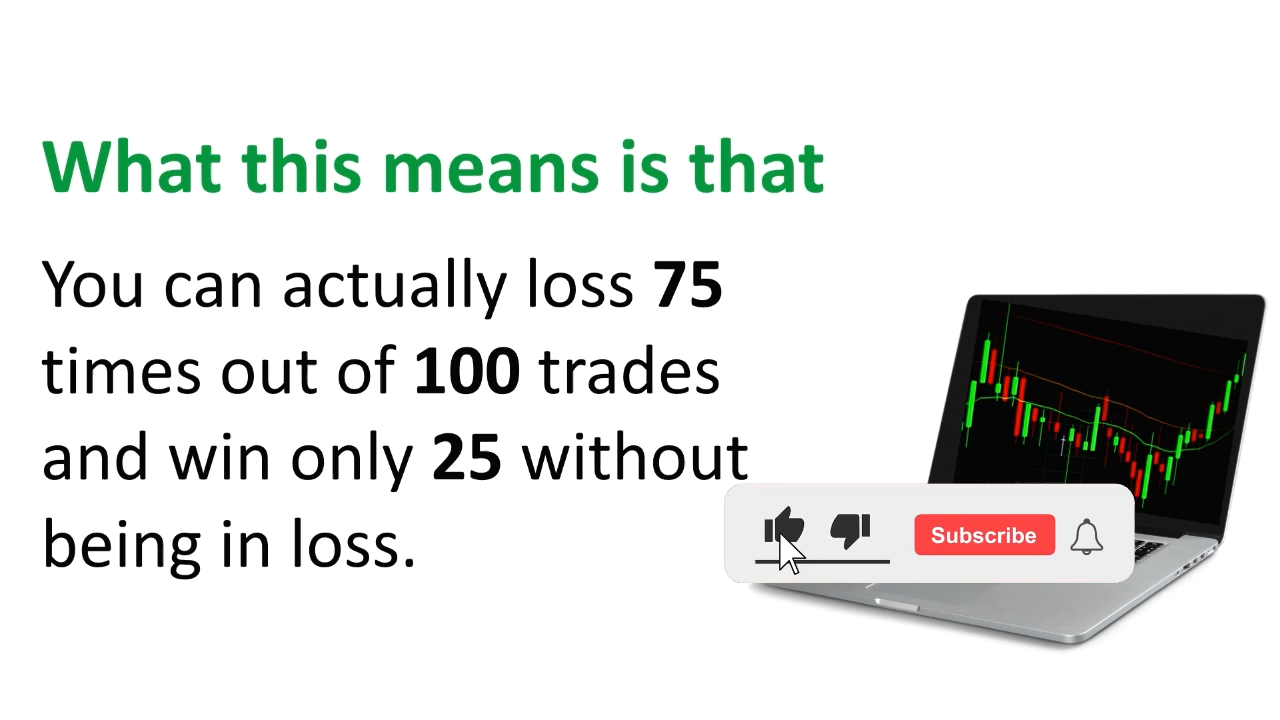 What this means is that
You can actually loss 75
times out of 100 trades
and win only 25 without
being in loss.
Subscribe